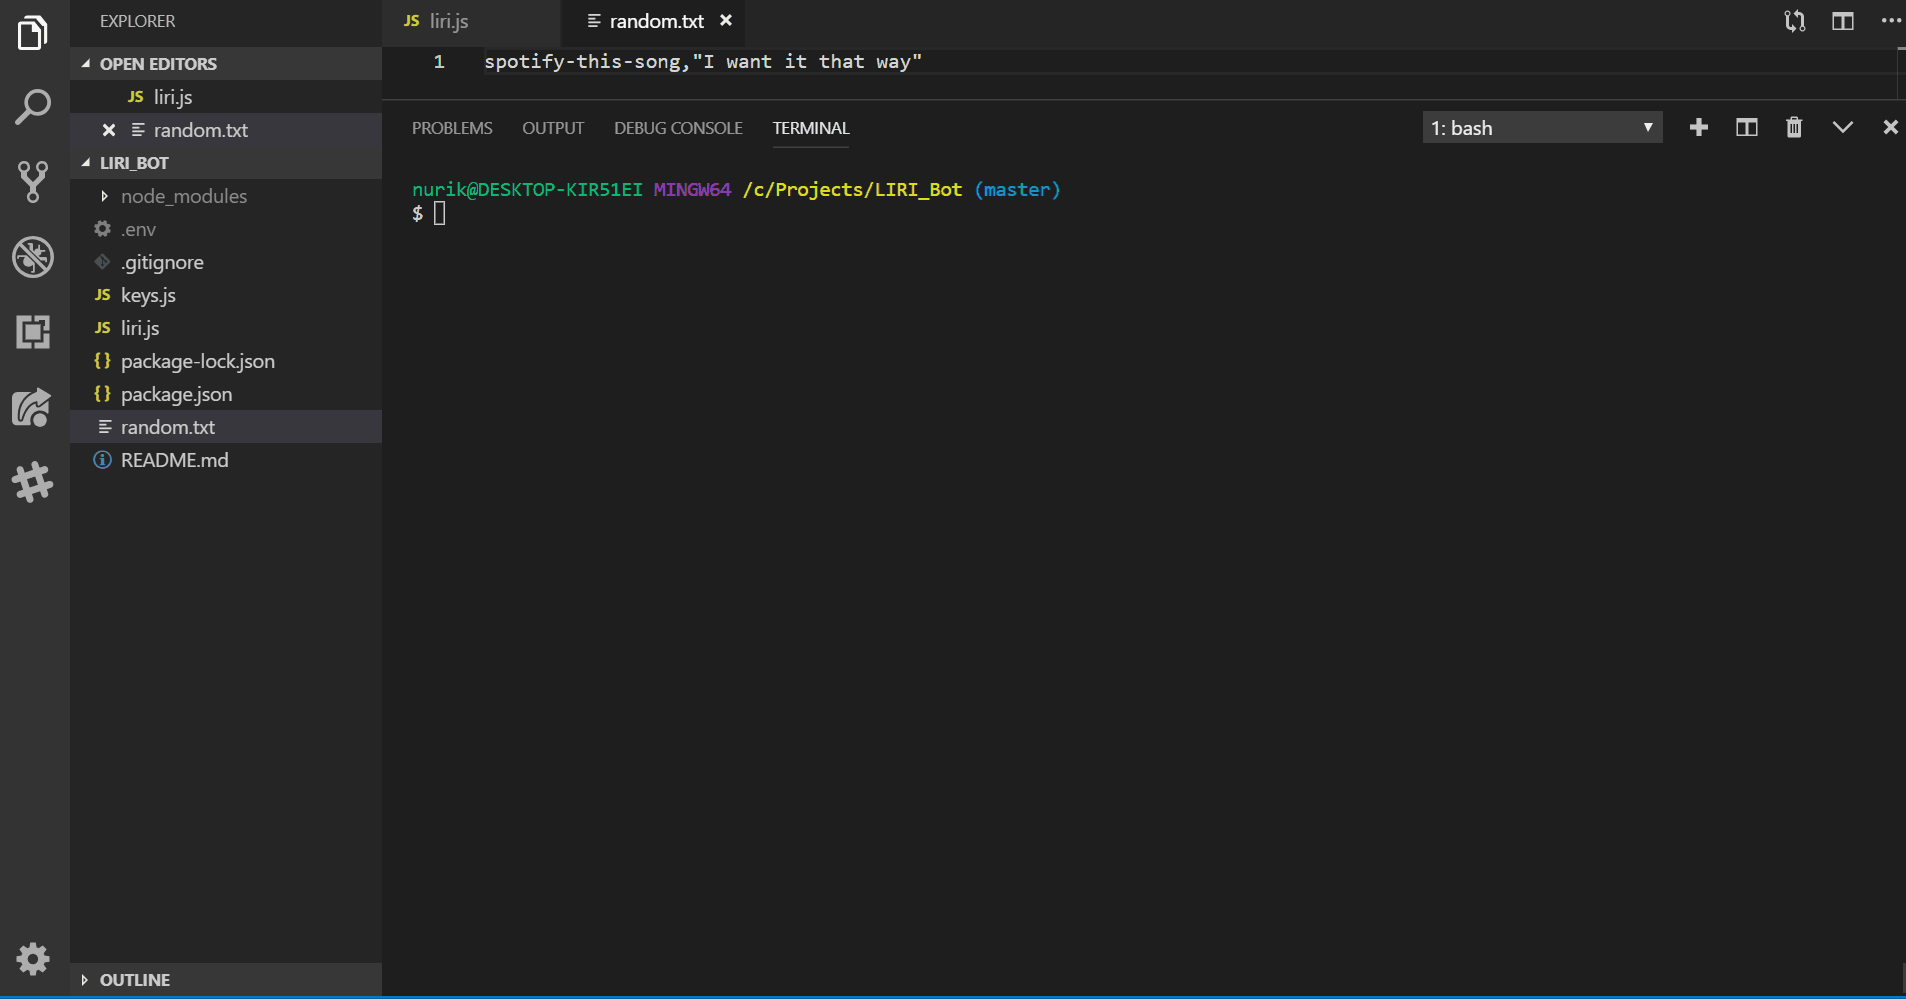 EXPLORER
OPEN EDITORS
JS liri.js
random.txt
LIRI_BOT
node_modules
.env
.gitignore
JS keys.js
JS liri.js
{} package-lock.json
{} package.json
random.txt
README.md
OUTLINE
JS liri.js
random.txt
1 spotify-this-song,"I want it that way"
PROBLEMS OUTPUT DEBUG CONSOLE TERMINAL
1: bash
nurik@DESKTOP-KIR51EI MINGW64 /c/Projects/LIRI_Bot (master)
$